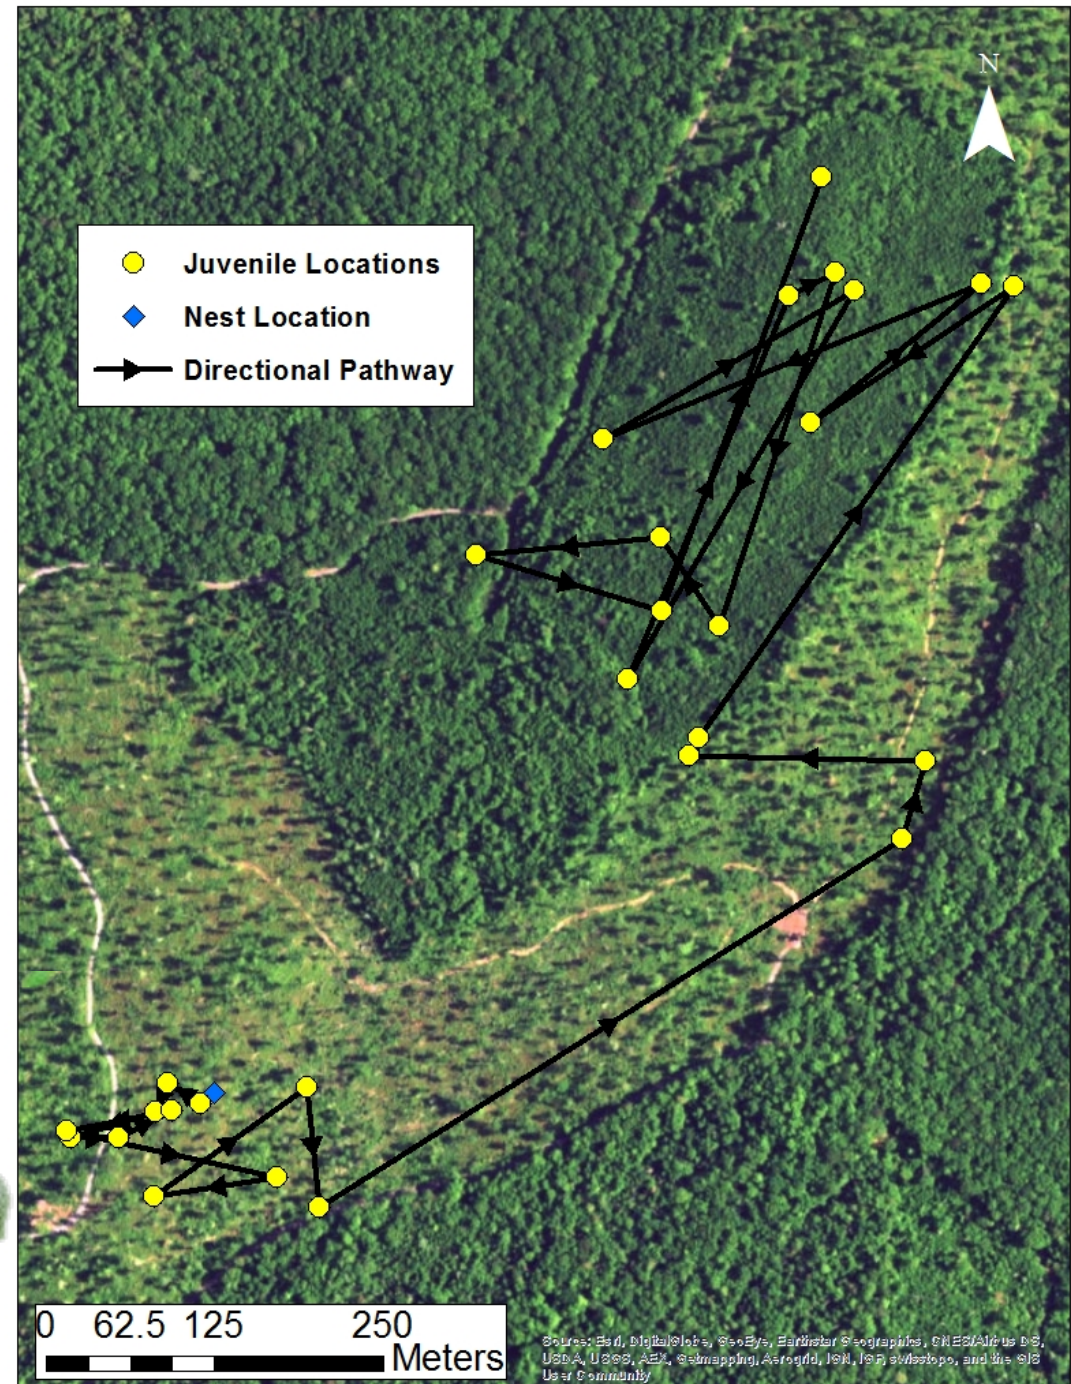 N
Juvenile Locations
Nest Location
Directional Pathway
0 62.5 125 250
Meters
Source: Esri, DigitalGlobe, GeoEye, Earthstar Geographics, CNES/Airbus DS,
USDA, USGS, AEX, Getmapping, Aerogrid, IGN, IGP, swisstopo, and the GIS
User Community